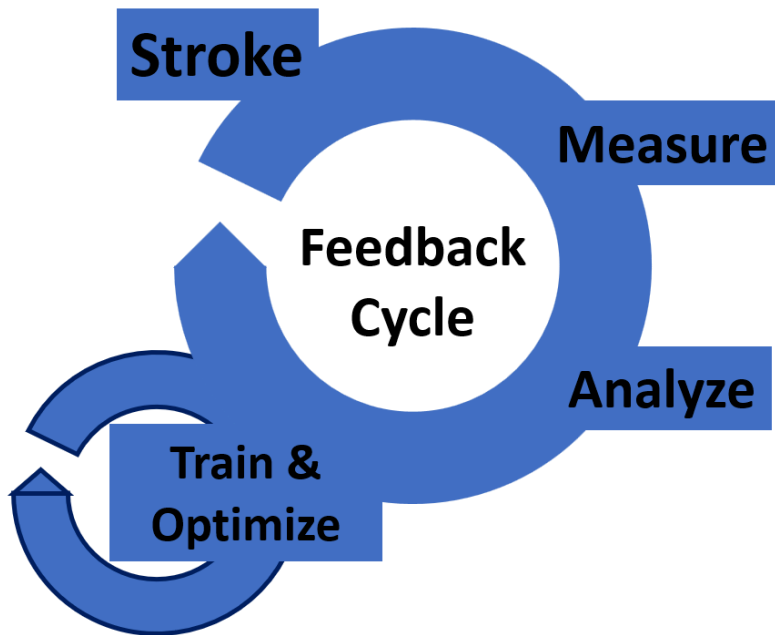 Stroke
Measure
Feedback
Cycle
Analyze
Train &
Optimize